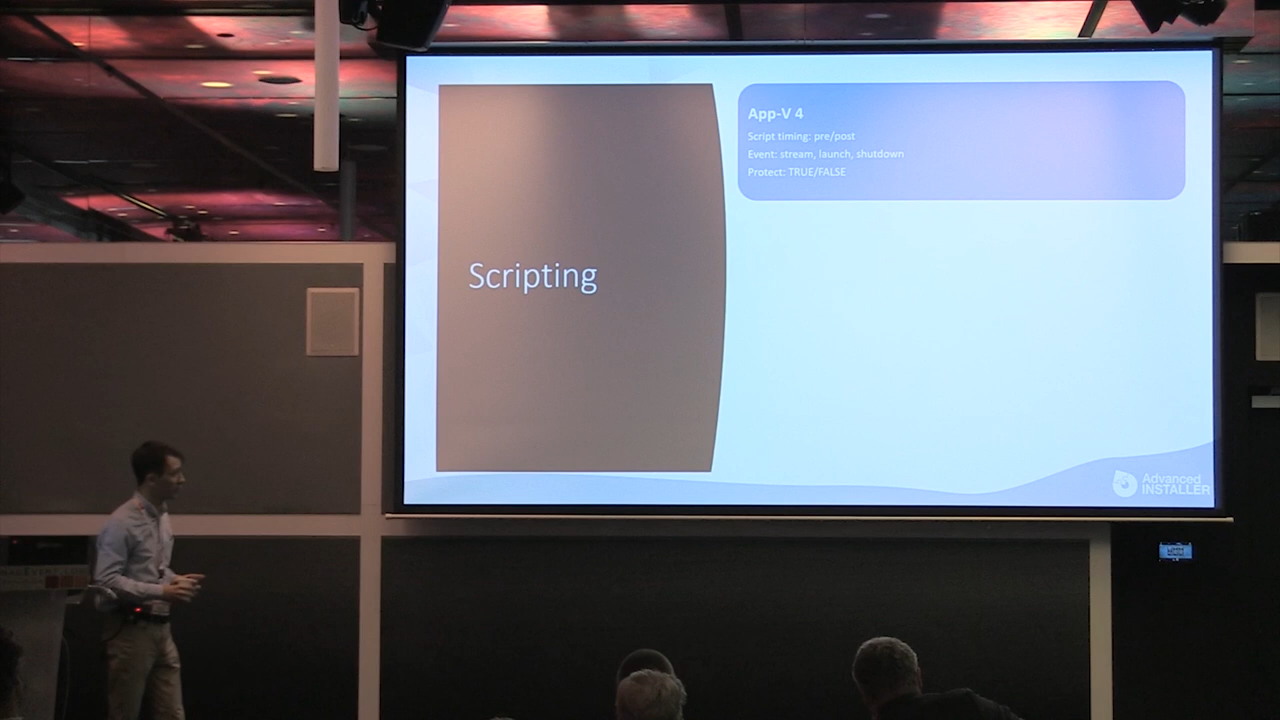 Scripting
App-V 4
Script timing: pre/post
Event: stream, launch, shutdown
Protect: TRUE/FALSE
Advanced
INSTALLER